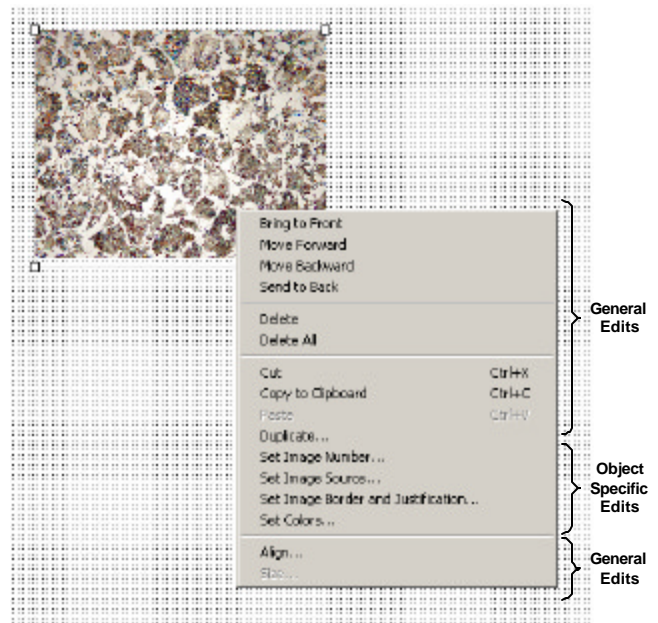 Bring to Front
Move Forward
Move Backward
Send to Back
Delete
Delete All
Cut Ctrl+X
Copy to Clipboard Ctrl+C
Paste Ctrl+V
Duplicate...
Set Image Number...
Set Image Source...
Set Image Border and Justification...
Set Colors...
Align...
Size...
General
Edits
Object
Specific
Edits
General
Edits